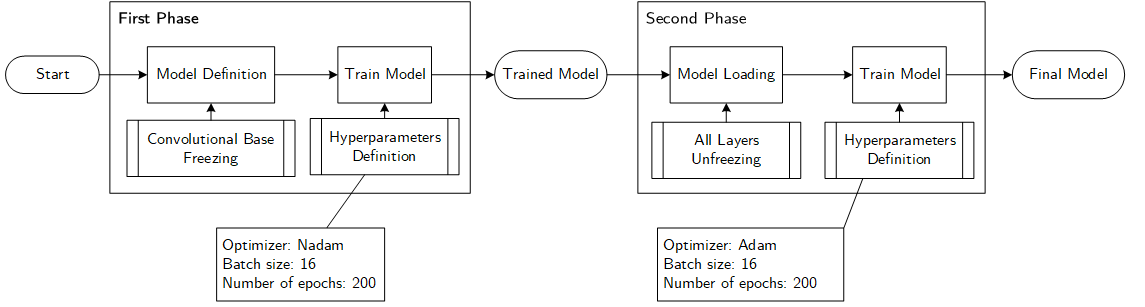 First Phase
Second Phase
Start
Model Definition
Train Model
Trained Model
Model Loading
Train Model
Final Model
Convolutional Base
Freezing
Hyperparameters
Definition
All Layers
Unfreezing
Hyperparameters
Definition
Optimizer: Nadam
Batch size: 16
Number of epochs: 200
Optimizer: Adam
Batch size: 16
Number of epochs: 200